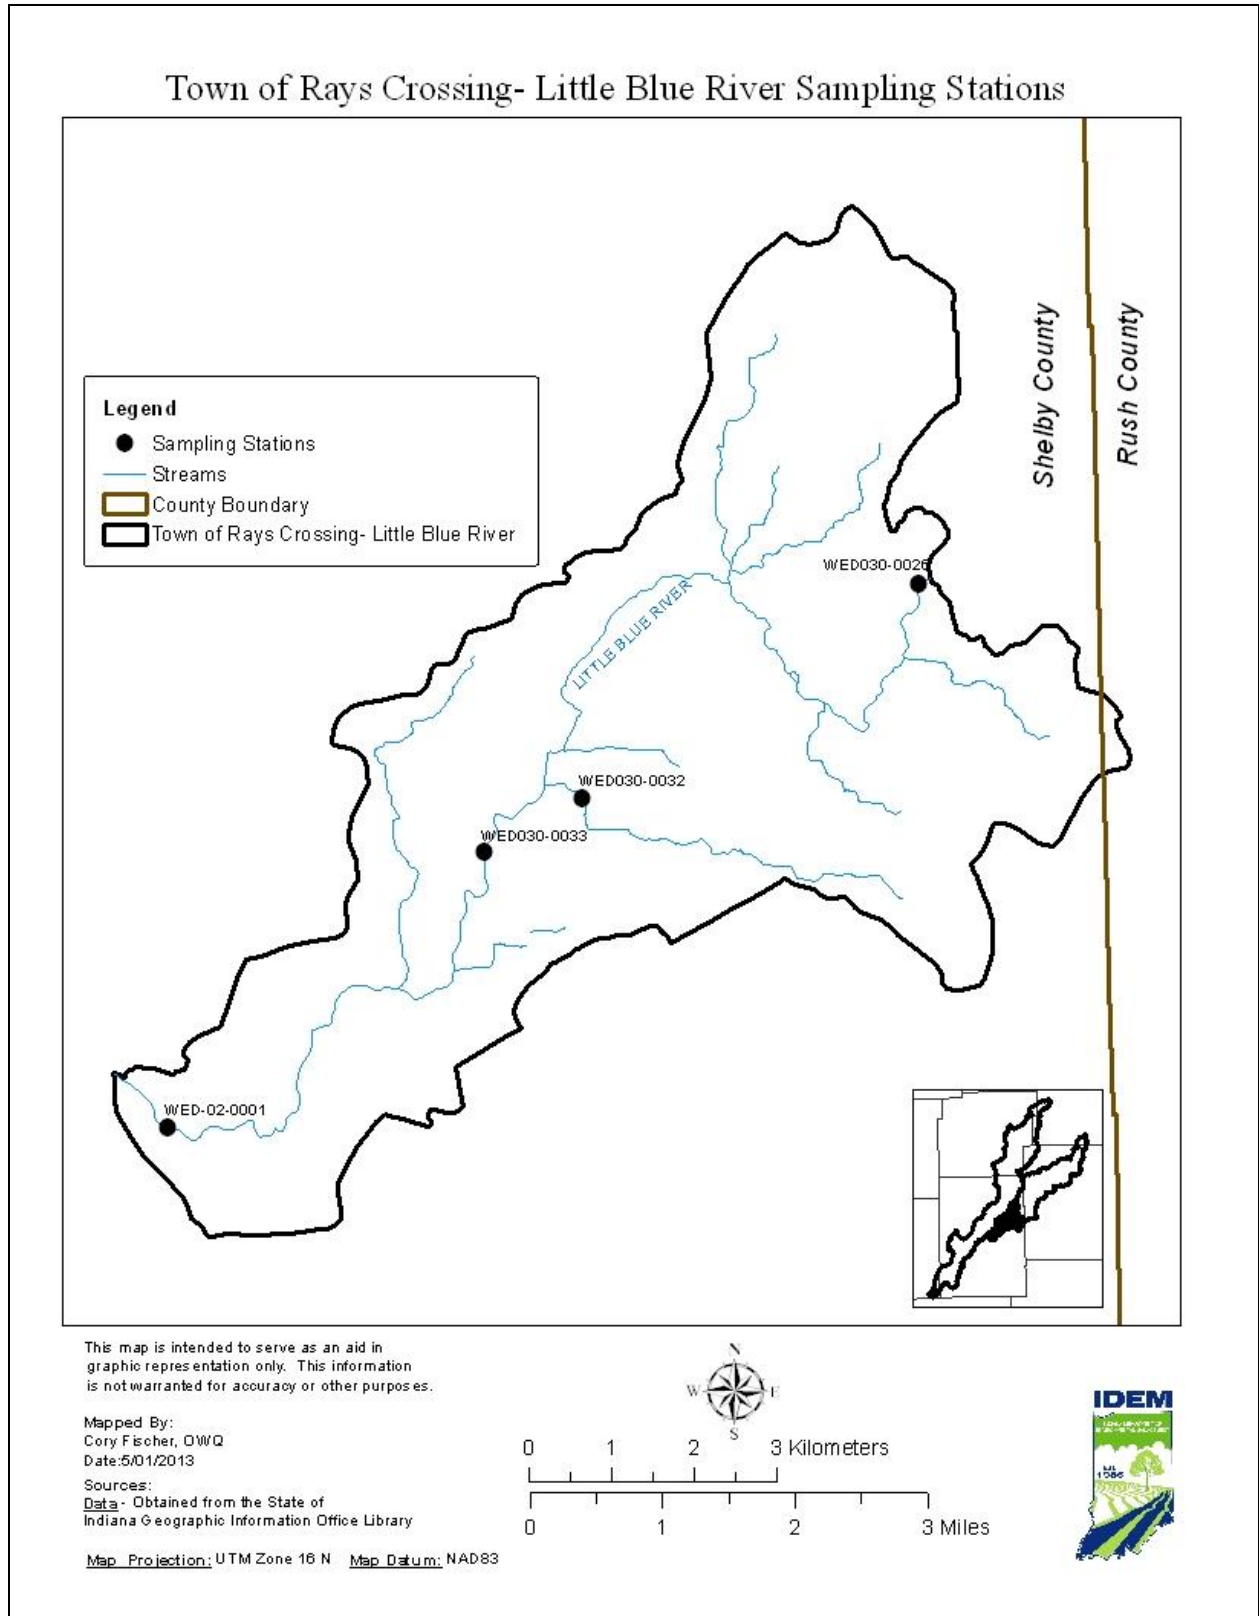 Town of Rays Crossing- Little Blue River Sampling Stations
Shelby County
Rush County
Legend
Sampling Stations
Streams
County Boundary
Town of Rays Crossing- Little Blue River
WED030-0026
LITTLE BLUE RIVER
WED030-0032
WED030-0033
WED-02-0001
This map is intended to serve as an aid in
graphic representation only. This information
is not warranted for accuracy or other purposes.
Mapped By:
Cory Fischer, OWQ
Date:5/01/2013
Sources:
Data - Obtained from the State of
Indiana Geographic Information Office Library
Map Projection: UTM Zone 16 N Map Datum: NAD83
N
W E
S
0 1 2 3 Kilometers
0 1 2 3 Miles
IDEM
1986